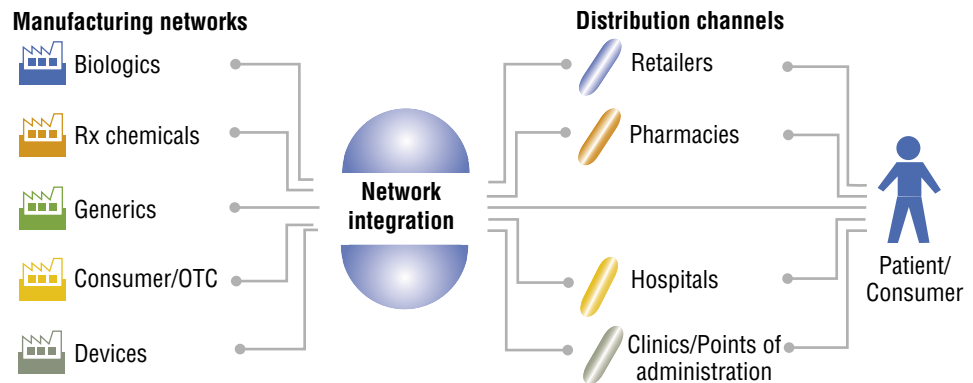 Manufacturing networks
Biologics
Rx chemicals
Generics
Consumer/OTC
Devices
Network
integration
Distribution channels
Retailers
Pharmacies
Hospitals
Clinics/Points of
administration
Patient/
Consumer